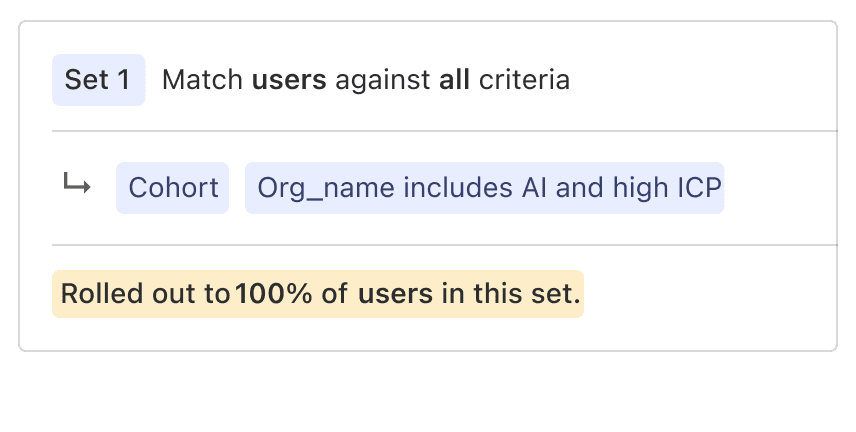 Set 1 Match users against all criteria
Cohort Org_name includes AI and high ICP
Rolled out to 100% of users in this set.